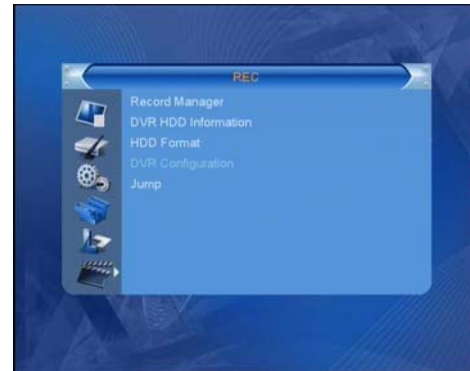 REC
Record Manager
DVR HDD Information
HDD Format
DVR Configuration
Jump